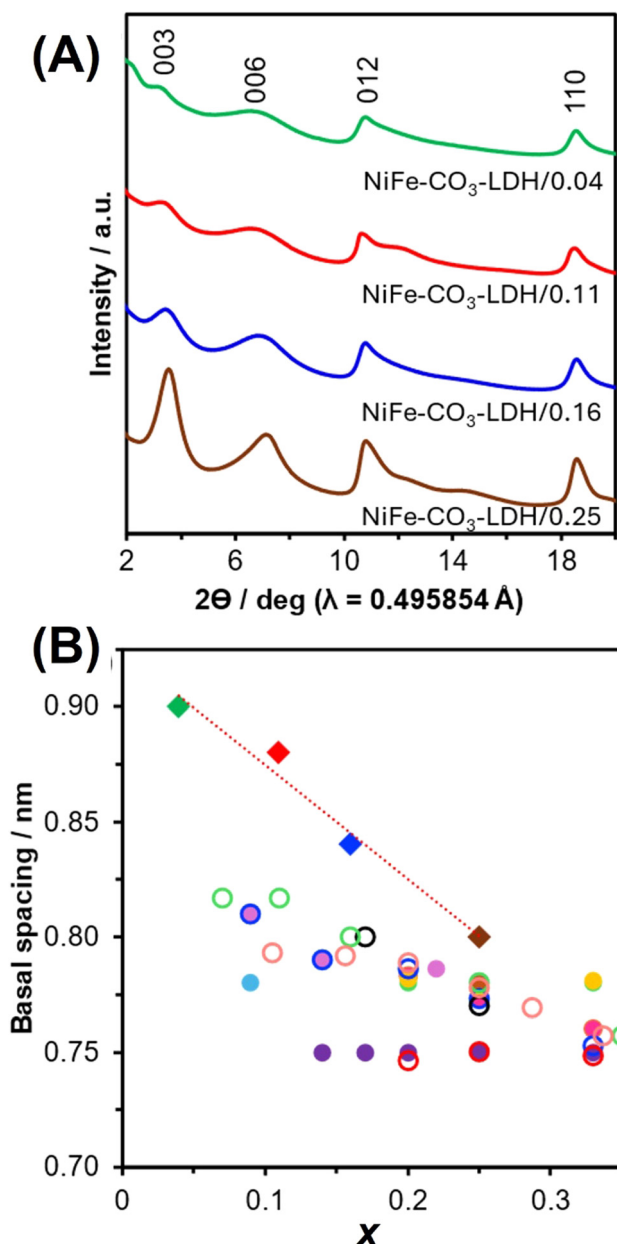 (A)
003
006
012
110
NiFe-CO₃-LDH/0.04
NiFe-CO₃-LDH/0.11
NiFe-CO₃-LDH/0.16
NiFe-CO₃-LDH/0.25
Intensity / a.u.
2 6 10 14 18
2Θ / deg (λ = 0.495854 Å)
(B)
0.90
0.85
0.80
0.75
0.70
Basal spacing / nm
0 0.1 0.2 0.3
x